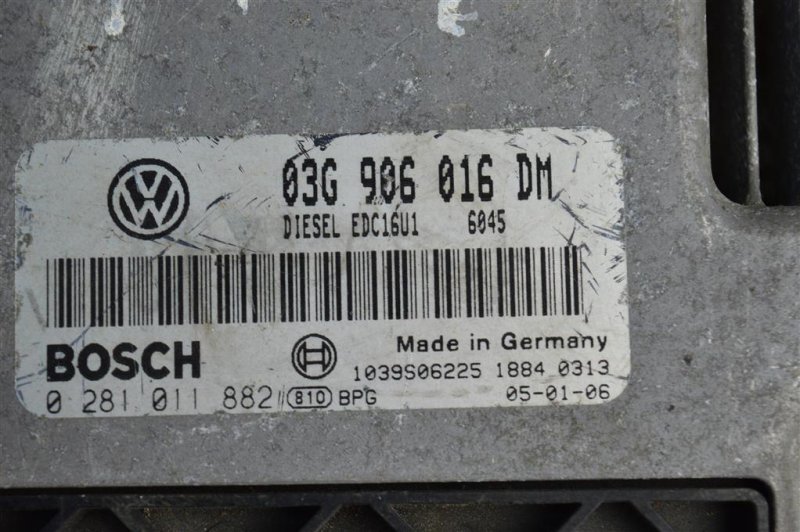 VW
03G 906 016 DM
DIESEL EDC16U1 6045
BOSCH
Made in Germany
1039S06225 1884 0313
0 281 011 882 810 BPG 05-01-06